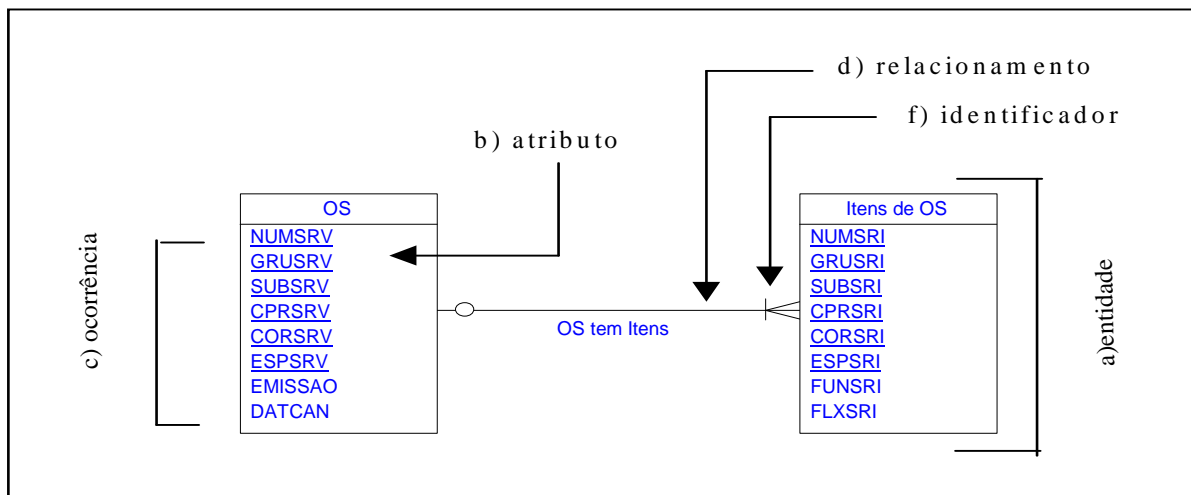 d) relacionamento
f) identificador
b) atributo
c) ocorrência
OS
NUMSRV
GRUSRV
SUBSRV
CPRSRV
CORSRV
ESPSRV
EMISSAO
DATCAN
OS tem Itens
Itens de OS
NUMSRI
GRUSRI
SUBSRI
CPRSRI
CORSRI
ESPSRI
FUNSRI
FLXSRI
a)entidade